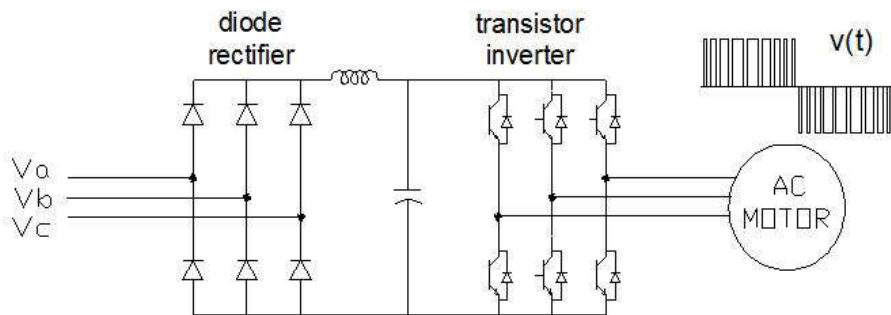 diode
rectifier
transistor
inverter
v(t)
Va
Vb
Vc
AC
MOTOR